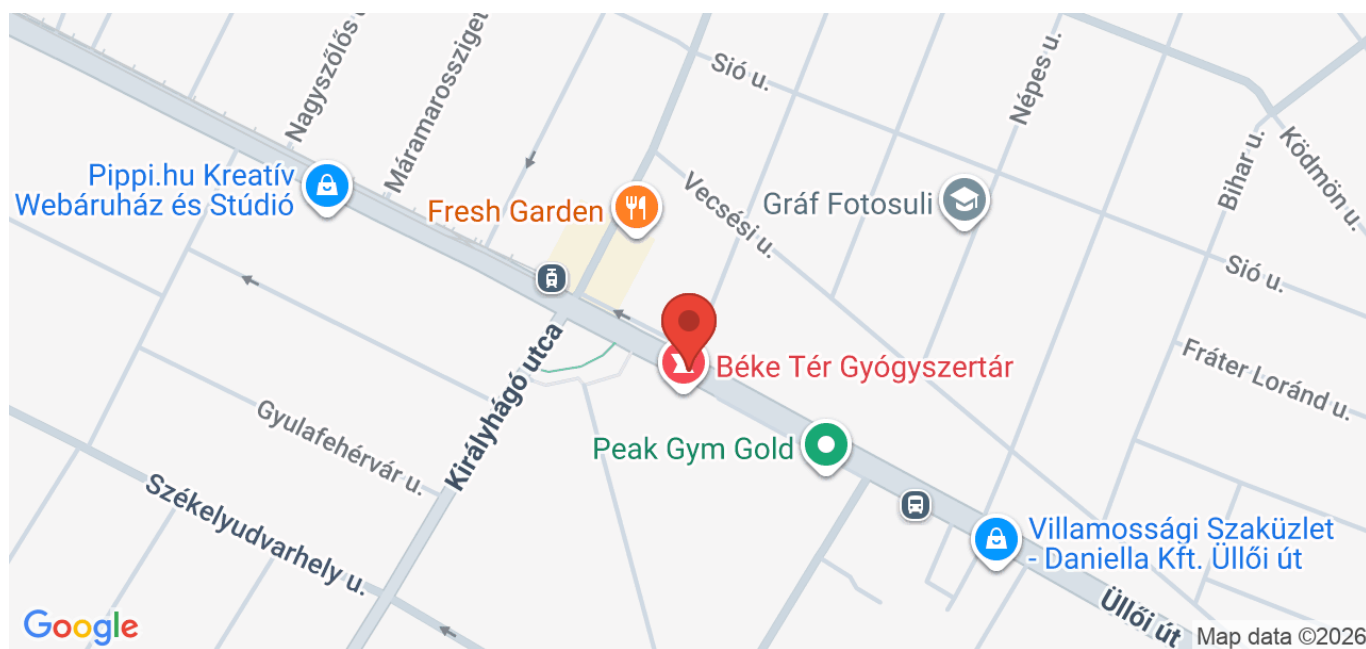 Nagyszőlős
Máramarossziget
Sió u.
Népes u.
Bihar u.
Ködmön u.
Pippi.hu Kreatív
Webáruház és Stúdió
Fresh Garden
Vecsési u.
Gráf Fotosuli
Sió u.
Fráter Loránd u.
Királyhágó utca
Béke Tér Gyógyszertár
Gyulafehérvár u.
Peak Gym Gold
Székelyudvarhely u.
Villamossági Szaküzlet
- Daniella Kft. Üllői út
Üllői út
Google
Map data ©2026